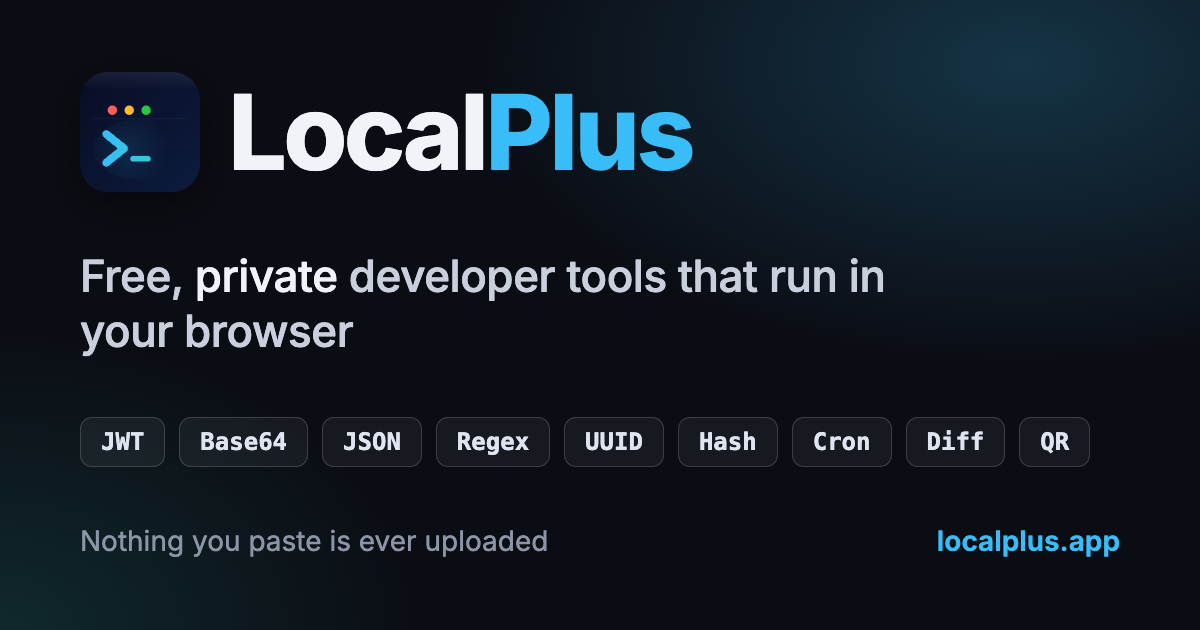 LocalPlus
Free, private developer tools that run in
your browser
JWT Base64 JSON Regex UUID Hash Cron Diff QR
Nothing you paste is ever uploaded
localplus.app